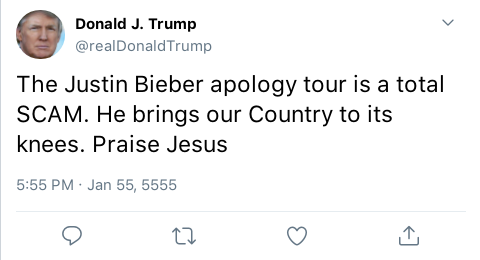 Donald J. Trump
@realDonaldTrump
The Justin Bieber apology tour is a total
SCAM. He brings our Country to its
knees. Praise Jesus
5:55 PM · Jan 55, 5555